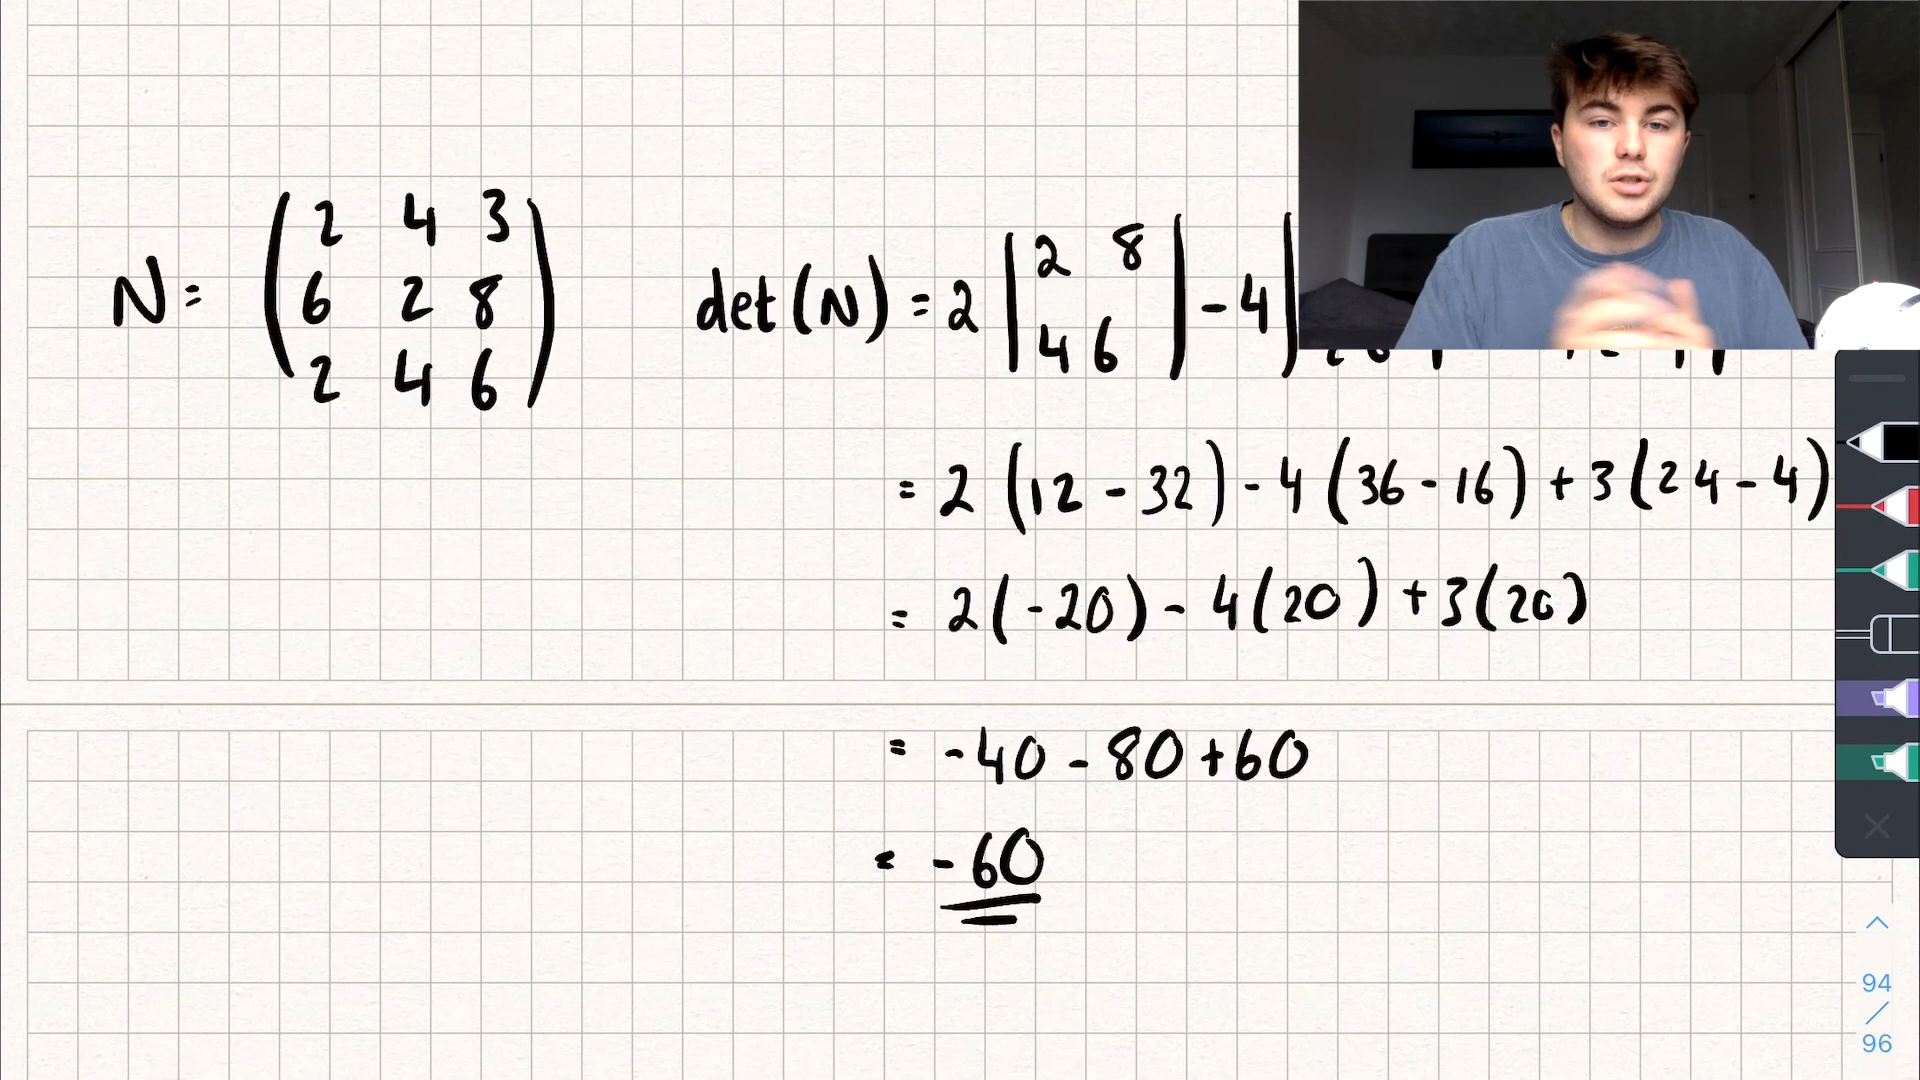 N = ( 2 4 3
6 2 8
2 4 6 )
det(N) = 2 | 2 8
4 6 | - 4 |
= 2 (12 - 32) - 4 (36 - 16) + 3 (24 - 4)
= 2 (-20) - 4 (20) + 3 (20)
= -40 - 80 + 60
= -60
94
/
96